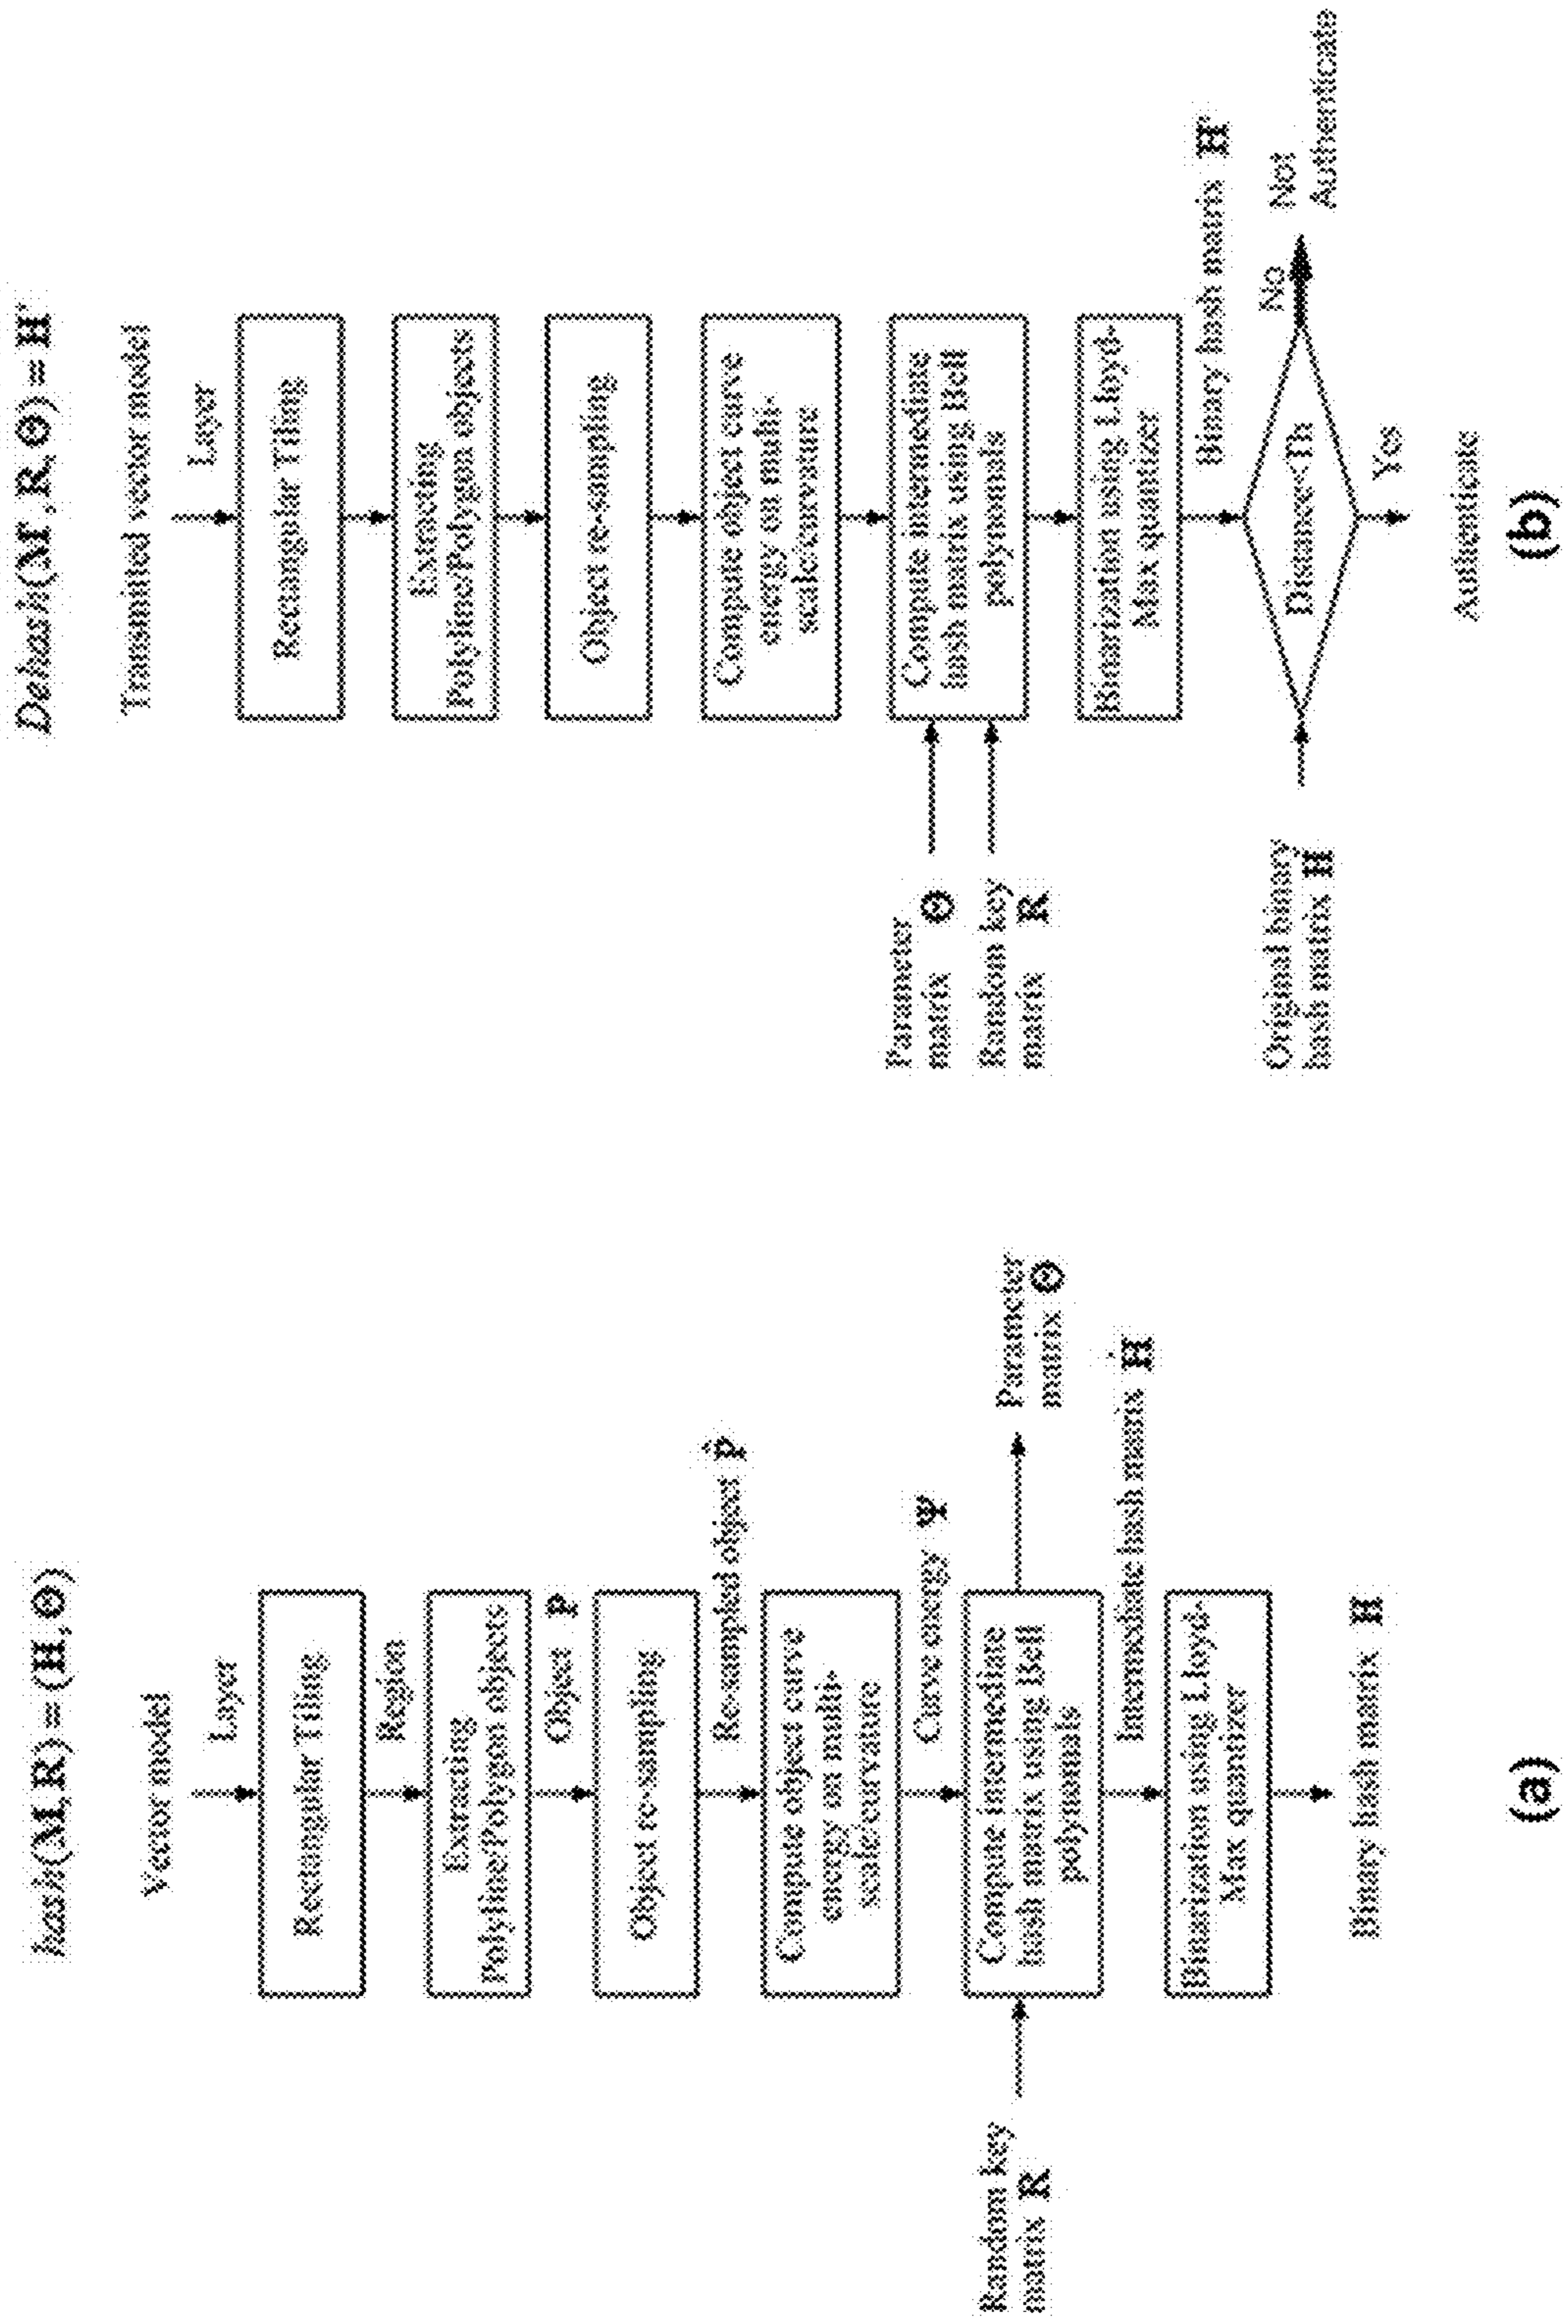 hash(M, R) = (H, Θ)
Vector model
Layer
Rectangular Tiling
Region
Extracting
Polyline/Polygon objects
Object P
Object re-sampling
Re-sampled object P̂
Compute object curve
energy on multi-
scale/curvature
Curve energy Ψ
Random key
matrix R
Compute intermediate
hash matrix using Bell
polynomials
Parameter
matrix Θ
Intermediate hash matrix Ḣ
Binarization using Lloyd-
Max quantizer
Binary hash matrix H
(a)
Dehash(M', R, Θ) = H'
Transmitted vector model
Layer
Rectangular Tiling
Extracting
Polyline/Polygon objects
Object re-sampling
Compute object curve
energy on multi-
scale/curvature
Parameter
matrix Θ
Random key
matrix R
Compute intermediate
hash matrix using Bell
polynomials
Binarization using Lloyd-
Max quantizer
Binary hash matrix H'
Original binary
hash matrix H
No
Not
Authenticate
Yes
Authenticate
(b)